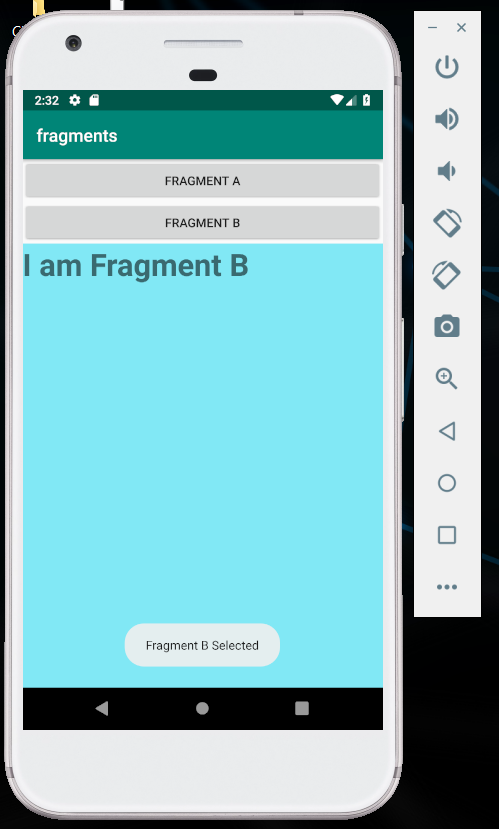 2:32
fragments
FRAGMENT A
FRAGMENT B
I am Fragment B
Fragment B Selected